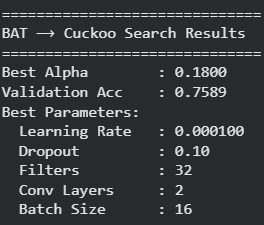 ==============================
BAT → Cuckoo Search Results
==============================
Best Alpha        : 0.1800
Validation Acc    : 0.7589
Best Parameters:
  Learning Rate   : 0.000100
  Dropout         : 0.10
  Filters         : 32
  Conv Layers     : 2
  Batch Size      : 16